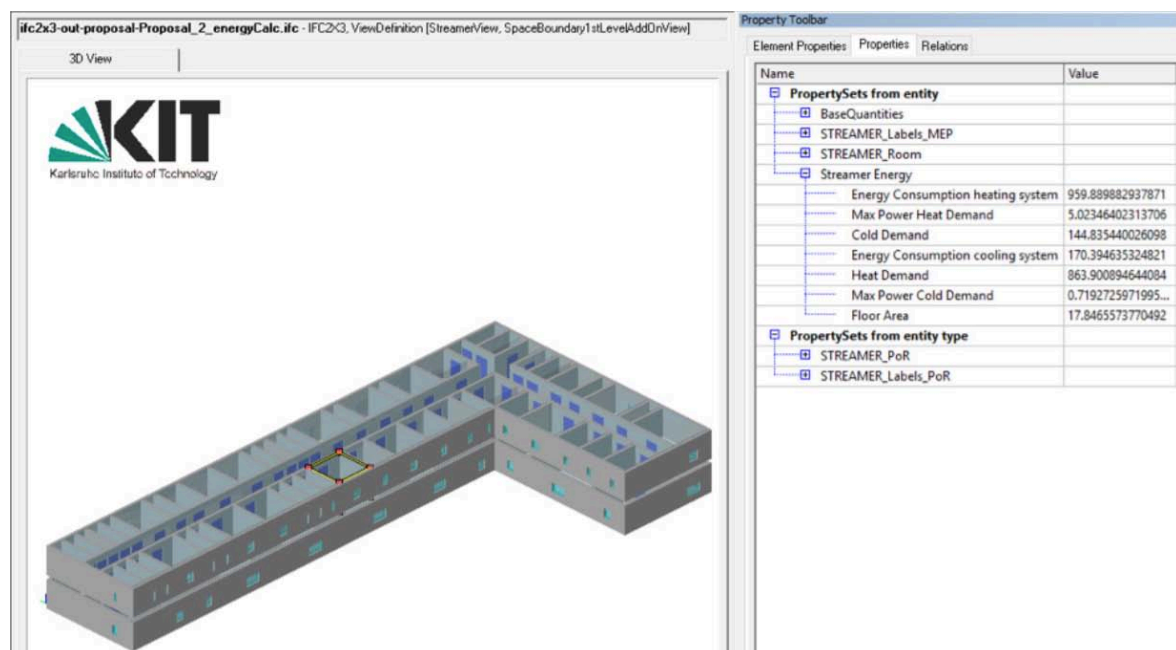 ifc2x3-out-proposal-Proposal_2_energyCalc.ifc - IFC2X3, ViewDefinition [StreamerView, SpaceBoundary1stLevelAddOnView]
3D View
KIT
Karlsruhe Institute of Technology
Property Toolbar
Element Properties Properties Relations
Name Value
PropertySets from entity
BaseQuantities
STREAMER_Labels_MEP
STREAMER_Room
Streamer Energy
Energy Consumption heating system 959.889882937871
Max Power Heat Demand 5.02346402313706
Cold Demand 144.835440026098
Energy Consumption cooling system 170.394635324821
Heat Demand 863.900894644084
Max Power Cold Demand 0.7192725971995...
Floor Area 17.8465573770492
PropertySets from entity type
STREAMER_PoR
STREAMER_Labels_PoR